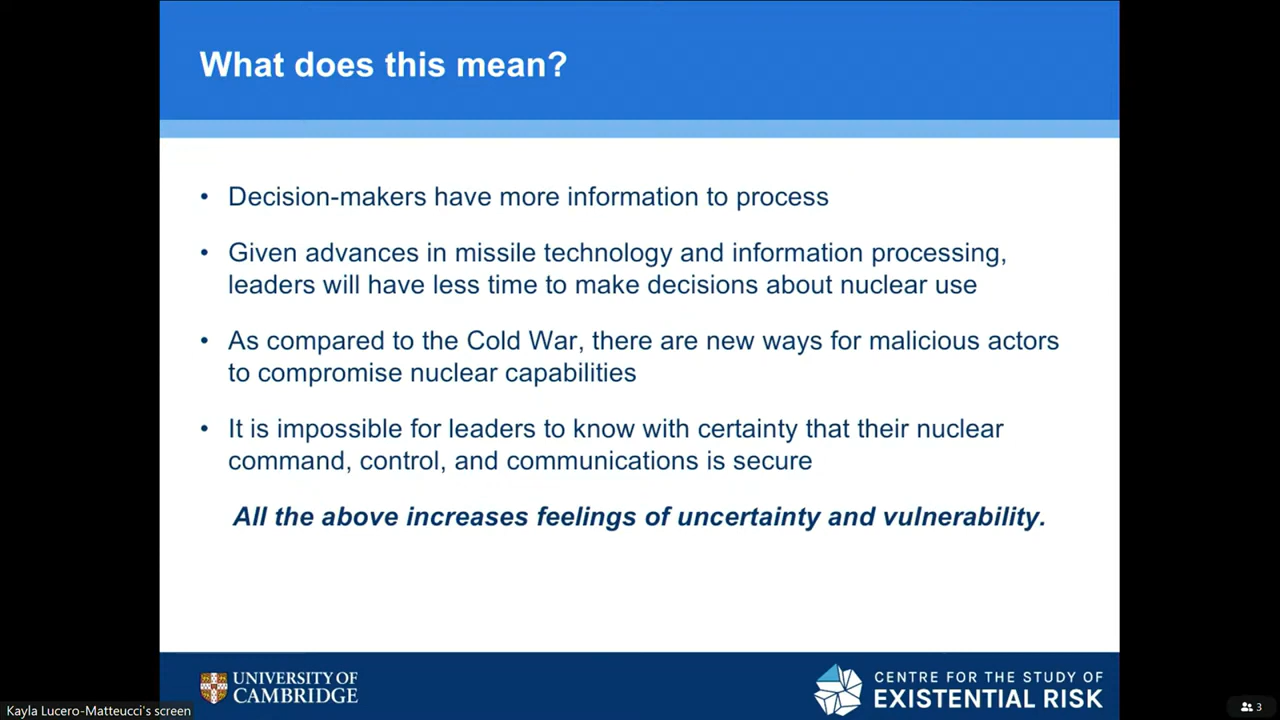 What does this mean?
• Decision-makers have more information to process
• Given advances in missile technology and information processing,
leaders will have less time to make decisions about nuclear use
• As compared to the Cold War, there are new ways for malicious actors
to compromise nuclear capabilities
• It is impossible for leaders to know with certainty that their nuclear
command, control, and communications is secure
All the above increases feelings of uncertainty and vulnerability.
UNIVERSITY OF
CAMBRIDGE
CENTRE FOR THE STUDY OF
EXISTENTIAL RISK
Kayla Lucero-Matteucci's screen
3